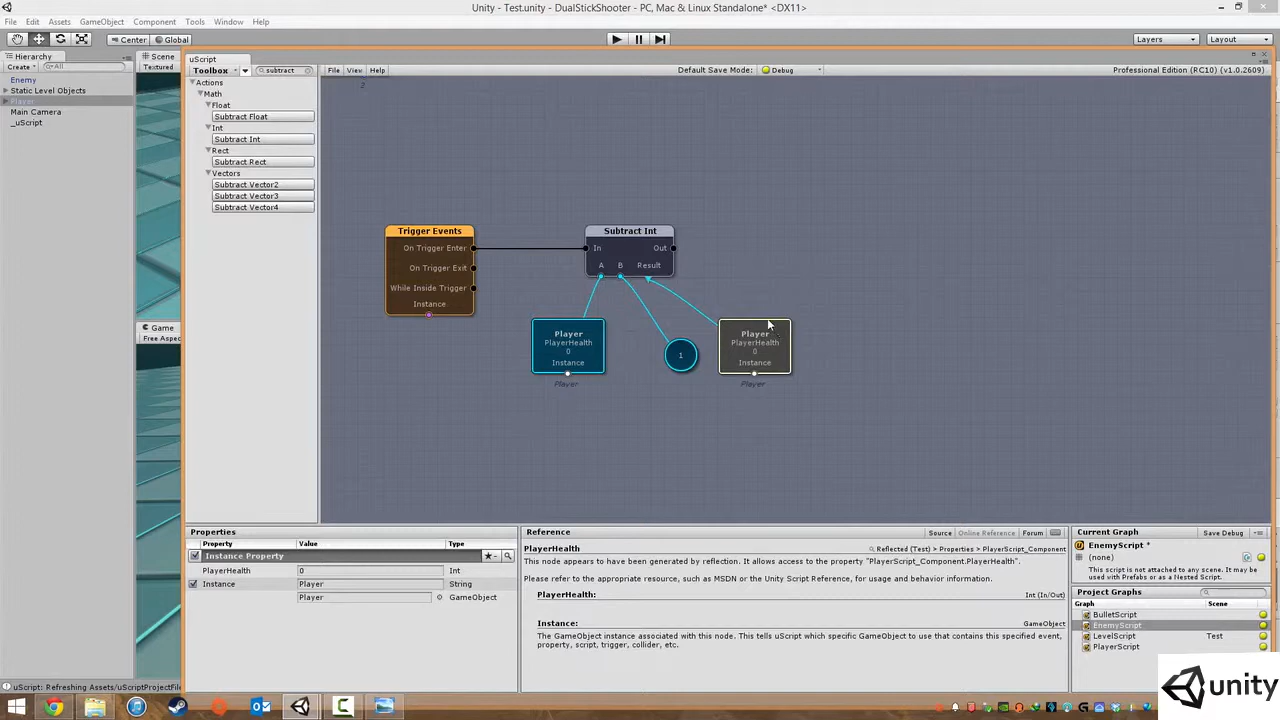 Unity - Test.unity - DualStickShooter - PC, Mac & Linux Standalone* <DX11>
File Edit Assets GameObject Component Tools Window Help
Center Global Layers Layout
Hierarchy Scene uScript
Create All Textured Toolbox subtract File View Help Default Save Mode: Debug Professional Edition (RC10) (v1.0.2609)
Enemy
Static Level Objects
Player
Main Camera
_uScript
Actions
Math
Float
Subtract Float
Int
Subtract Int
Rect
Subtract Rect
Vectors
Subtract Vector2
Subtract Vector3
Subtract Vector4
2
Trigger Events
On Trigger Enter
On Trigger Exit
While Inside Trigger
Instance
Subtract Int
In Out
A B Result
Player
PlayerHealth
0
Instance
Player
1
Player
PlayerHealth
0
Instance
Player
Game
Free Aspec
Properties
Property Value Type
Instance Property
PlayerHealth 0 Int
Instance Player String
Player GameObject
Reference Source Online Reference Forum
PlayerHealth Reflected (Test) > Properties > PlayerScript_Component
This node appears to have been generated by reflection. It allows access to the property "PlayerScript_Component.PlayerHealth".
Please refer to the appropriate resource, such as MSDN or the Unity Script Reference, for usage and behavior information.
PlayerHealth: Int (In/Out)
Instance: GameObject
The GameObject instance associated with this node. This tells uScript which specific GameObject to use that contains this specified event,
property, script, trigger, collider, etc.
Current Graph Save Debug
EnemyScript *
(none)
This script is not attached to any scene. It may be
used with Prefabs or as a Nested Script.
Project Graphs
Graph Scene
BulletScript
EnemyScript
LevelScript Test
PlayerScript
uScript: Refreshing Assets/uScriptProjectFile
unity